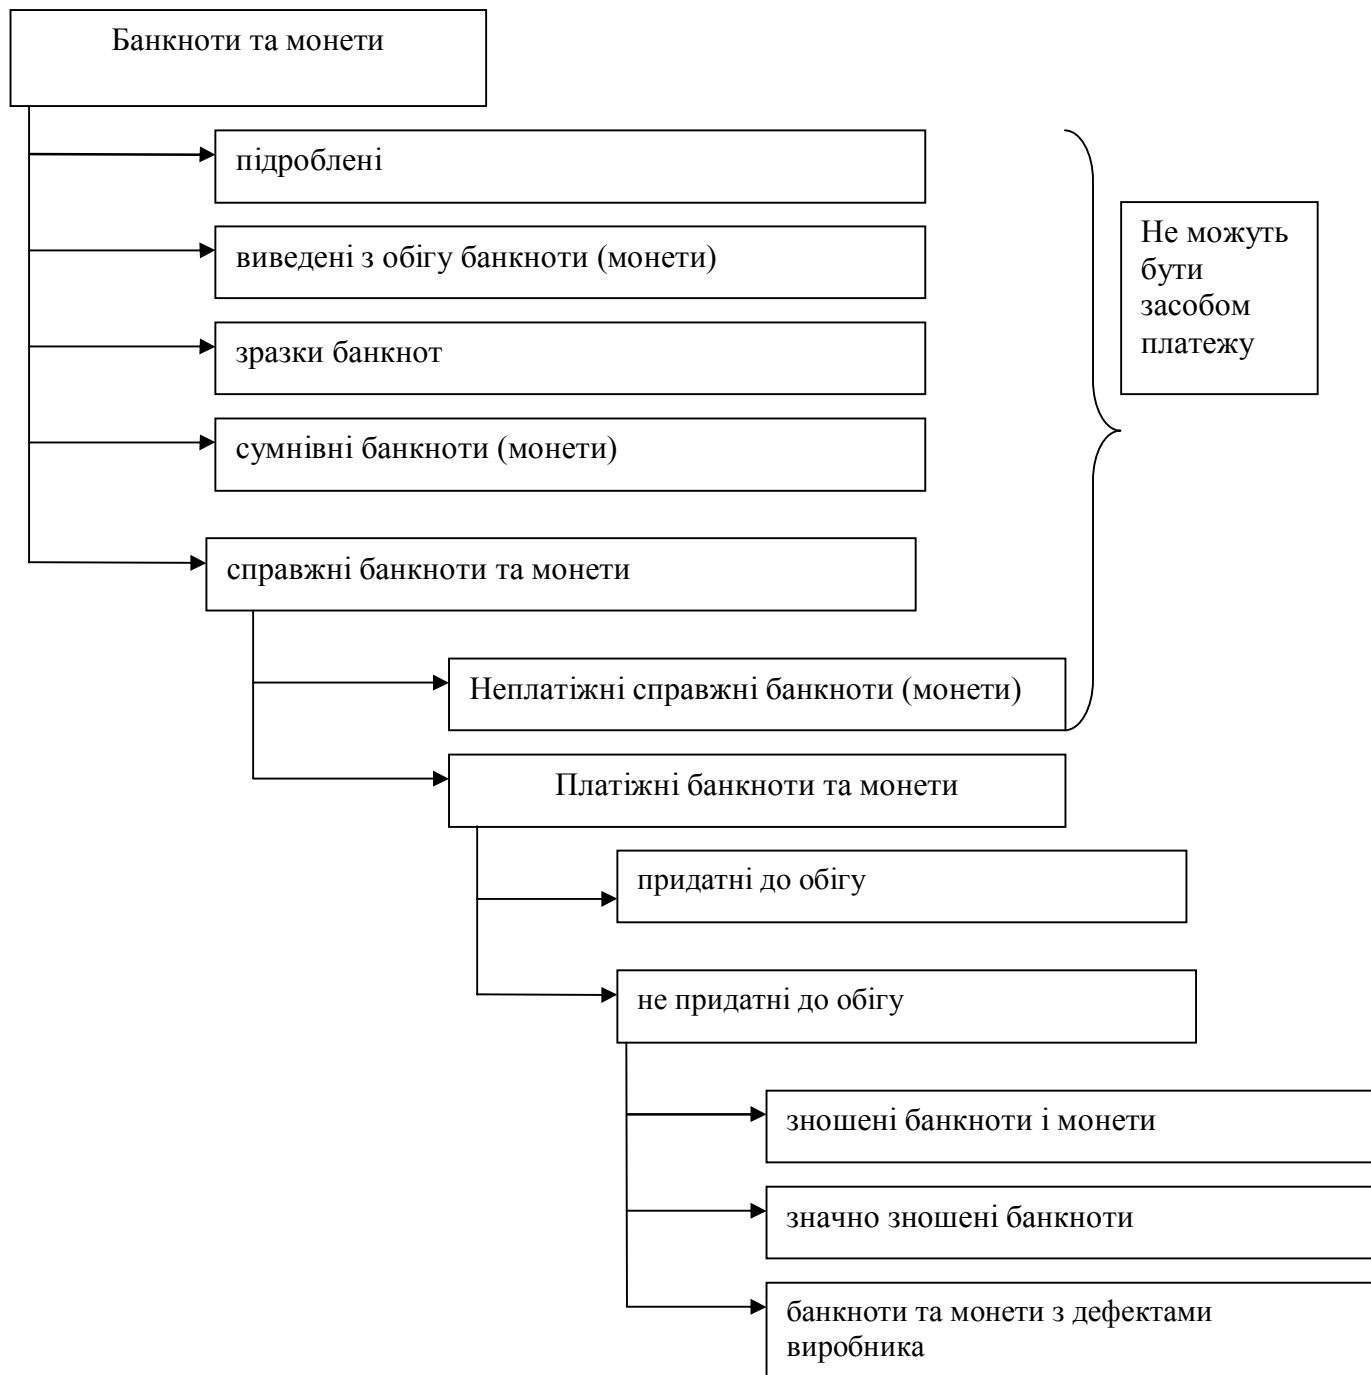 Банкноти та монети
підроблені
виведені з обігу банкноти (монети)
зразки банкнот
сумнівні банкноти (монети)
Не можуть
бути
засобом
платежу
справжні банкноти та монети
Неплатіжні справжні банкноти (монети)
Платіжні банкноти та монети
придатні до обігу
не придатні до обігу
зношені банкноти і монети
значно зношені банкноти
банкноти та монети з дефектами
виробника